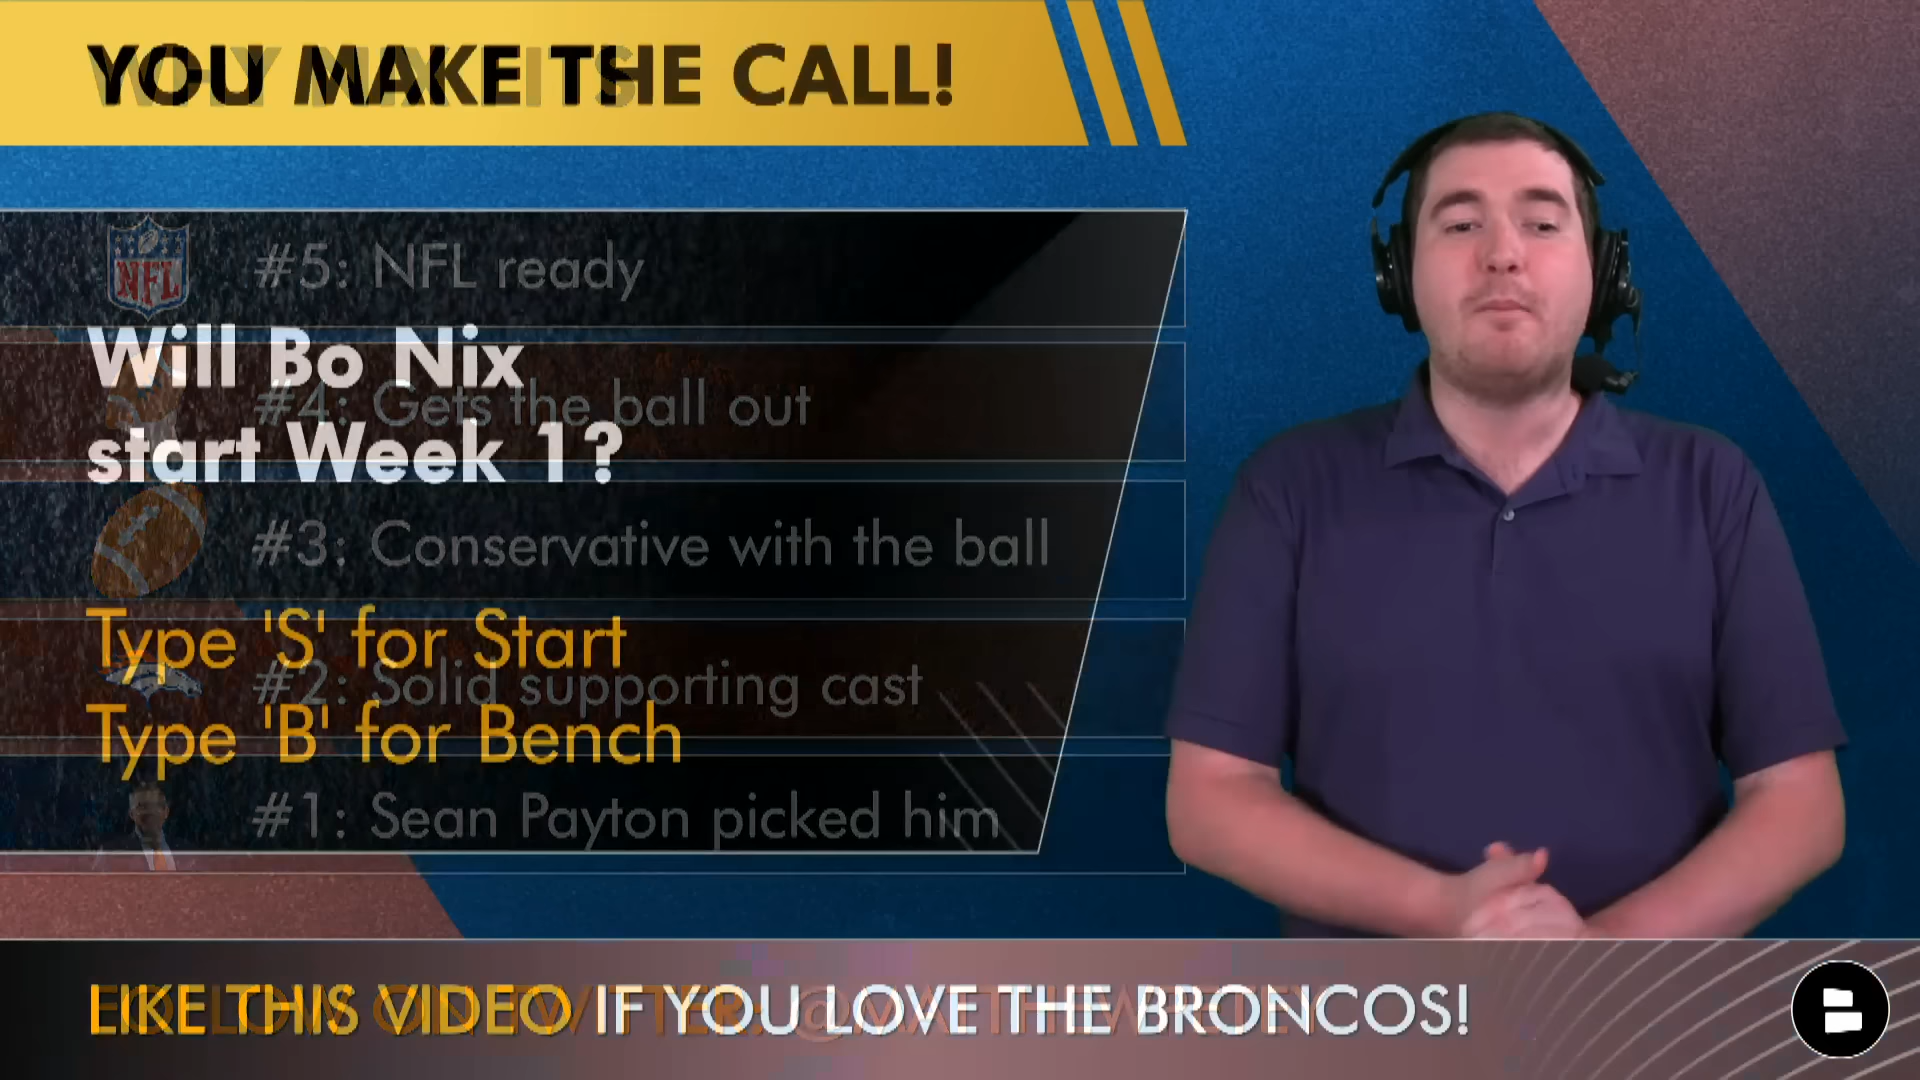 YOU MAKE THE CALL!
NFL
#5: NFL ready
Will Bo Nix
#4: Gets the ball out
start Week 1?
#3: Conservative with the ball
Type 'S' for Start
#2: Solid supporting cast
Type 'B' for Bench
#1: Sean Payton picked him
LIKE THIS VIDEO IF YOU LOVE THE BRONCOS!